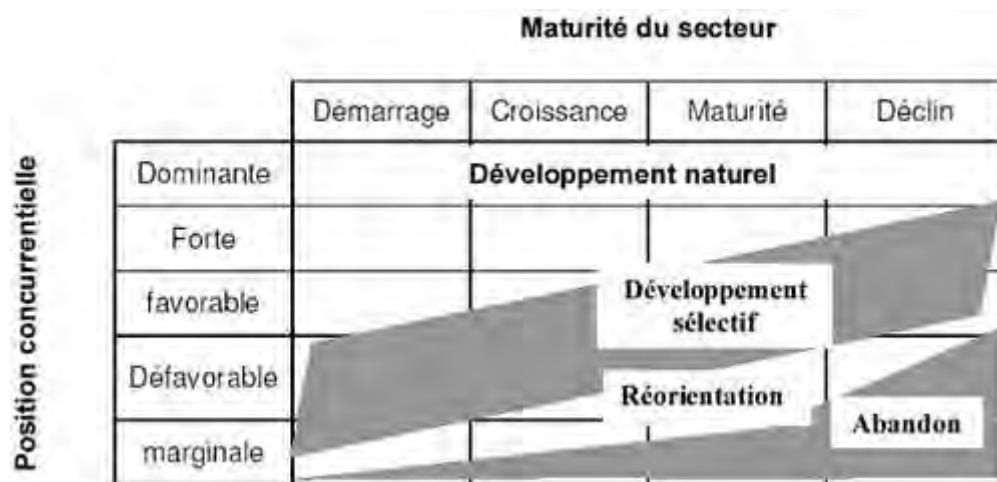 Maturité du secteur
Démarrage Croissance Maturité Déclin
Position concurrentielle
Dominante Développement naturel
Forte
favorable
Développement
sélectif
Défavorable
Réorientation
Abandon
marginale